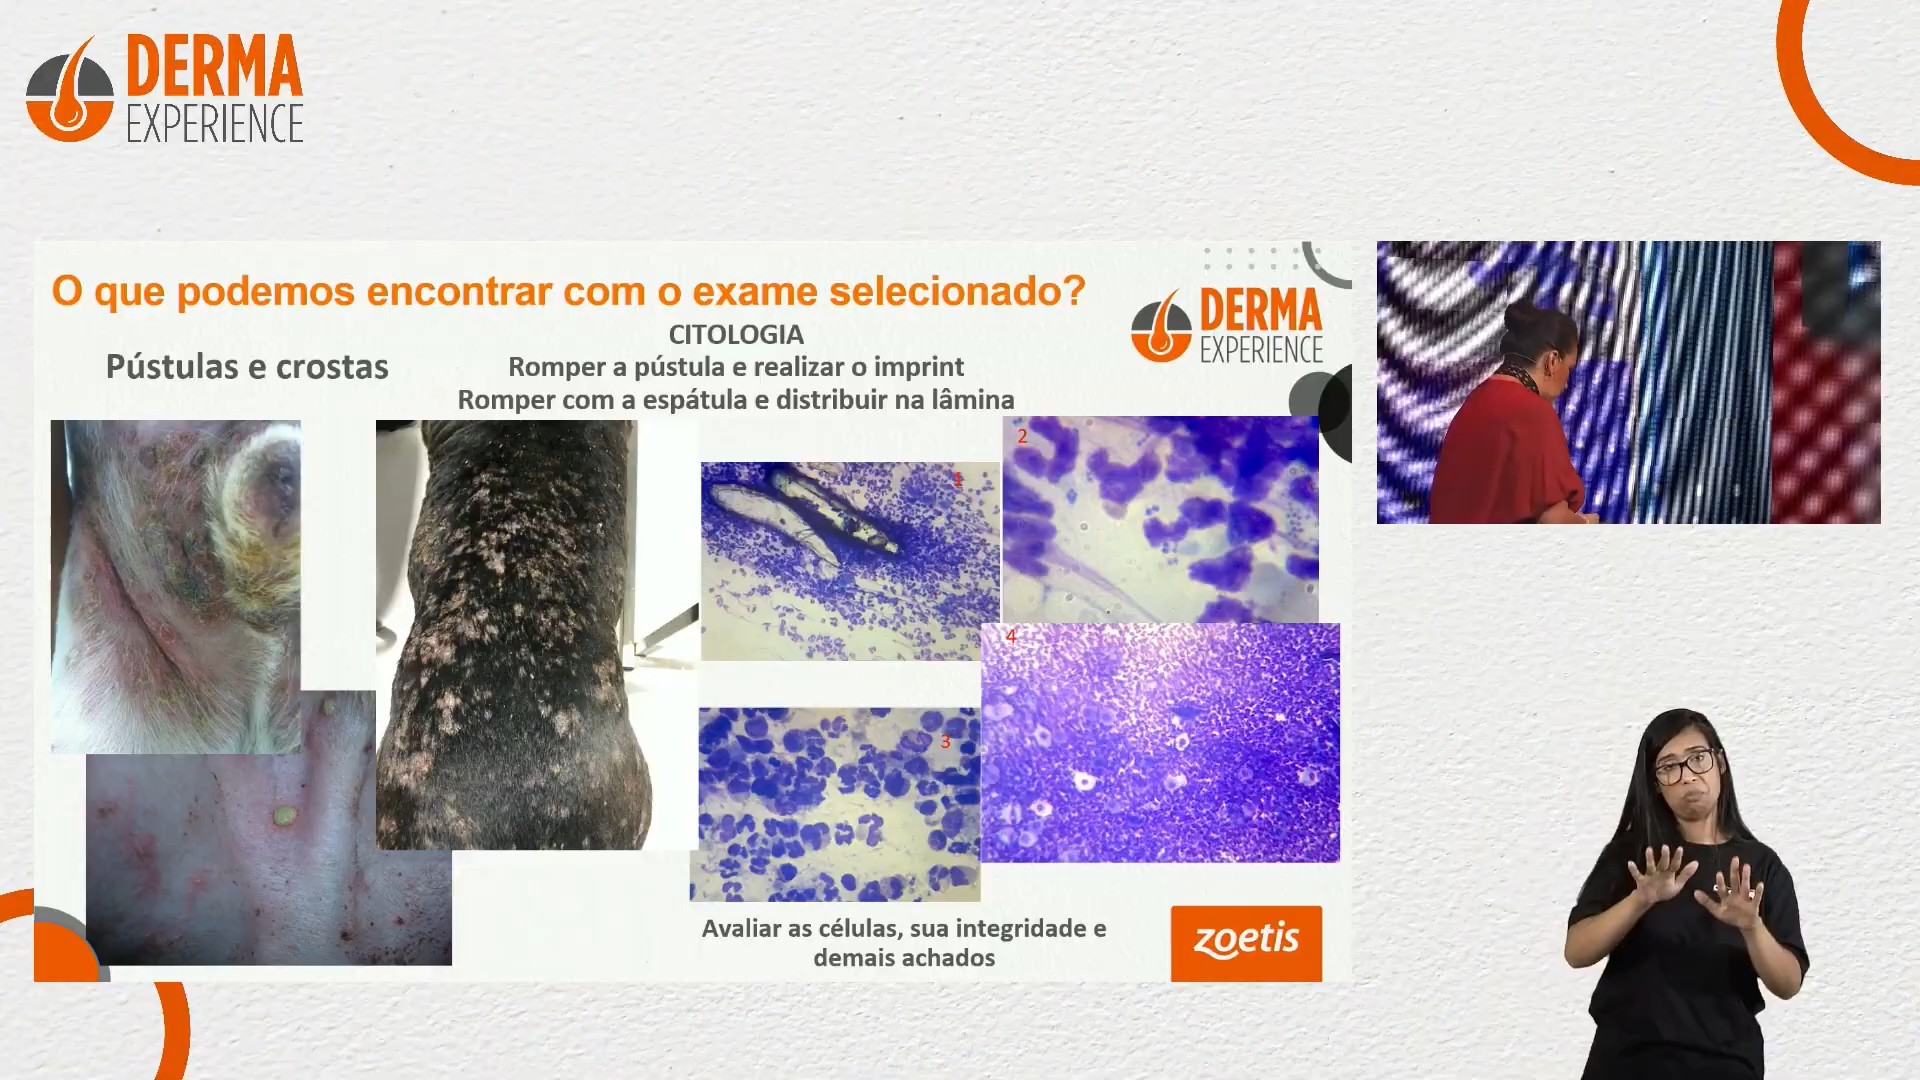 DERMA
EXPERIENCE
O que podemos encontrar com o exame selecionado?
DERMA
EXPERIENCE
CITOLOGIA
Pústulas e crostas
Romper a pústula e realizar o imprint
Romper com a espátula e distribuir na lâmina
1
2
3
4
Avaliar as células, sua integridade e
demais achados
zoetis